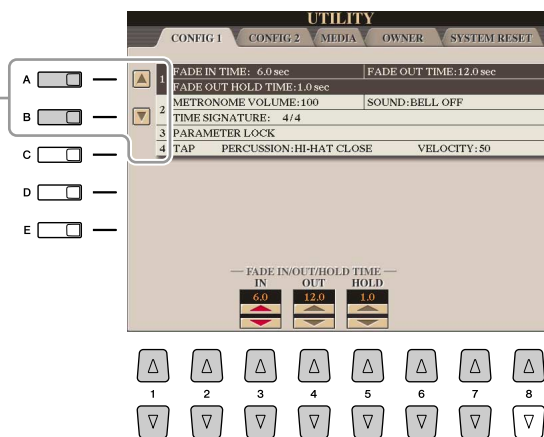 UTILITY
CONFIG 1 CONFIG 2 MEDIA OWNER SYSTEM RESET
1 FADE IN TIME: 6.0 sec FADE OUT TIME:12.0 sec
FADE OUT HOLD TIME:1.0 sec
2 METRONOME VOLUME:100 SOUND:BELL OFF
TIME SIGNATURE: 4/4
3 PARAMETER LOCK
4 TAP PERCUSSION:HI-HAT CLOSE VELOCITY:50
A
B
C
D
E
FADE IN/OUT/HOLD TIME
IN OUT HOLD
6.0 12.0 1.0
1 2 3 4 5 6 7 8